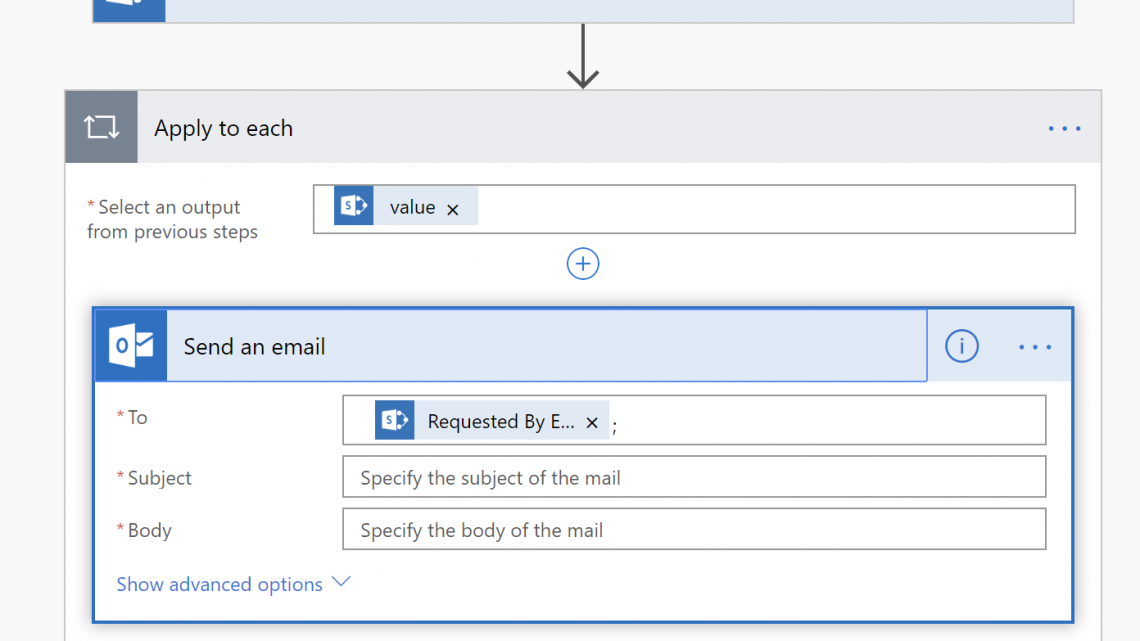 Apply to each
* Select an output
from previous steps
S value ×
* To
S Requested By E... × ;
o Send an email i
* Subject
Specify the subject of the mail
* Body
Specify the body of the mail
Show advanced options